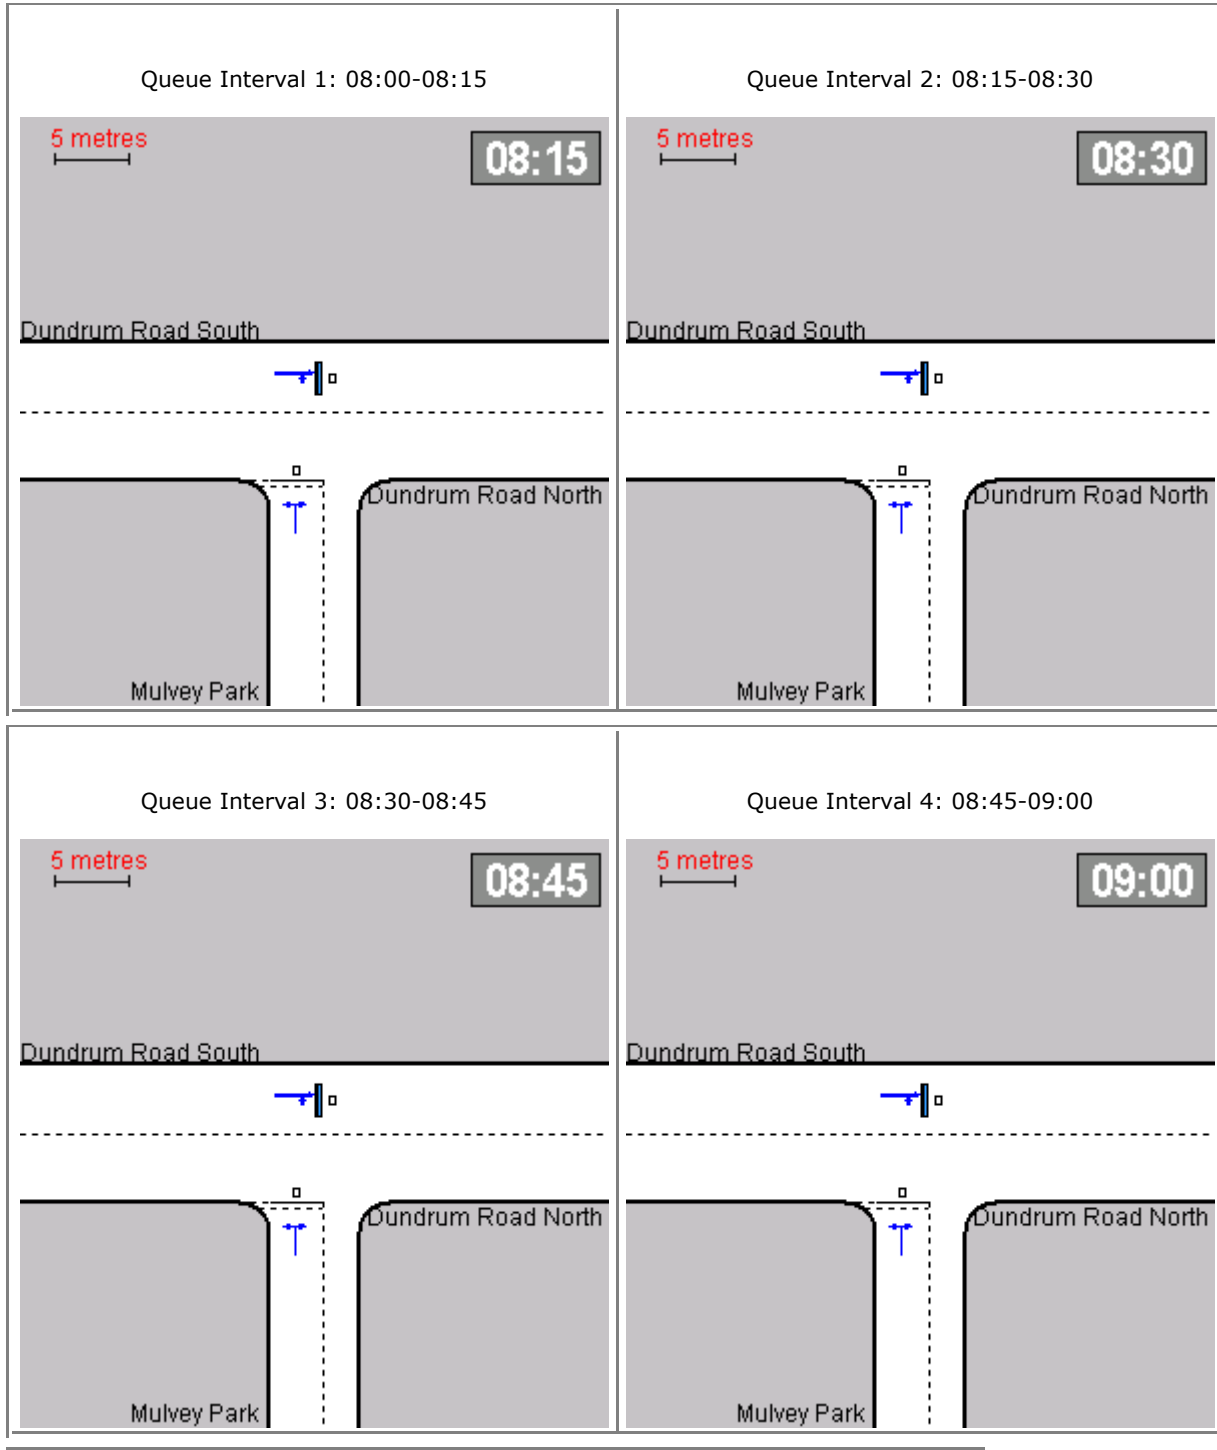 Queue Interval 1: 08:00-08:15
5 metres
08:15
Dundrum Road South
Dundrum Road North
Mulvey Park
Queue Interval 2: 08:15-08:30
5 metres
08:30
Dundrum Road South
Dundrum Road North
Mulvey Park
Queue Interval 3: 08:30-08:45
5 metres
08:45
Dundrum Road South
Dundrum Road North
Mulvey Park
Queue Interval 4: 08:45-09:00
5 metres
09:00
Dundrum Road South
Dundrum Road North
Mulvey Park